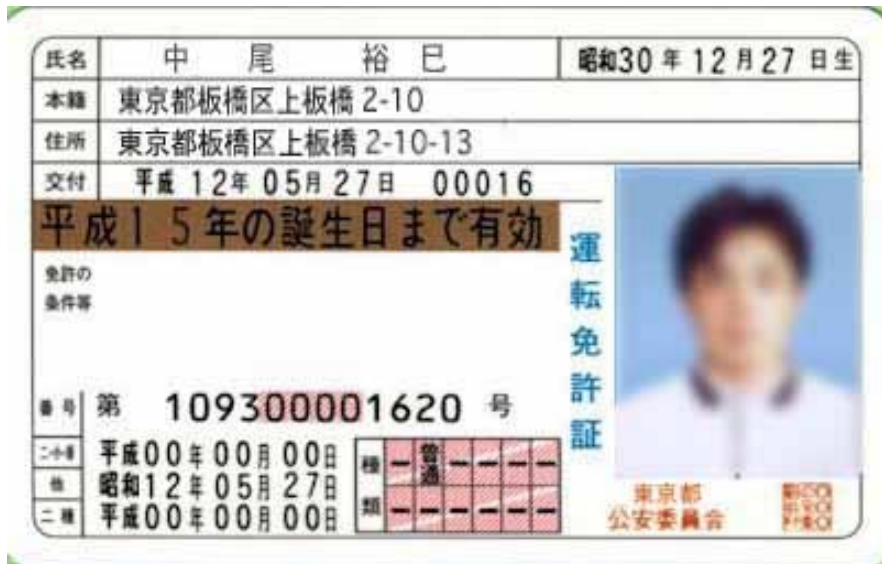 氏名 中尾裕巳 昭和30年12月27日生
本籍 東京都板橋区上板橋 2-10
住所 東京都板橋区上板橋 2-10-13
交付 平成 12年 05月 27日 00016
平成15年の誕生日まで有効
免許の
条件等
運転免許証
番号 第 109300001620 号
二・小・原 平成00年00月00日
他 昭和12年05月27日
二種 平成00年00月00日
種類 普通
東京都
公安委員会